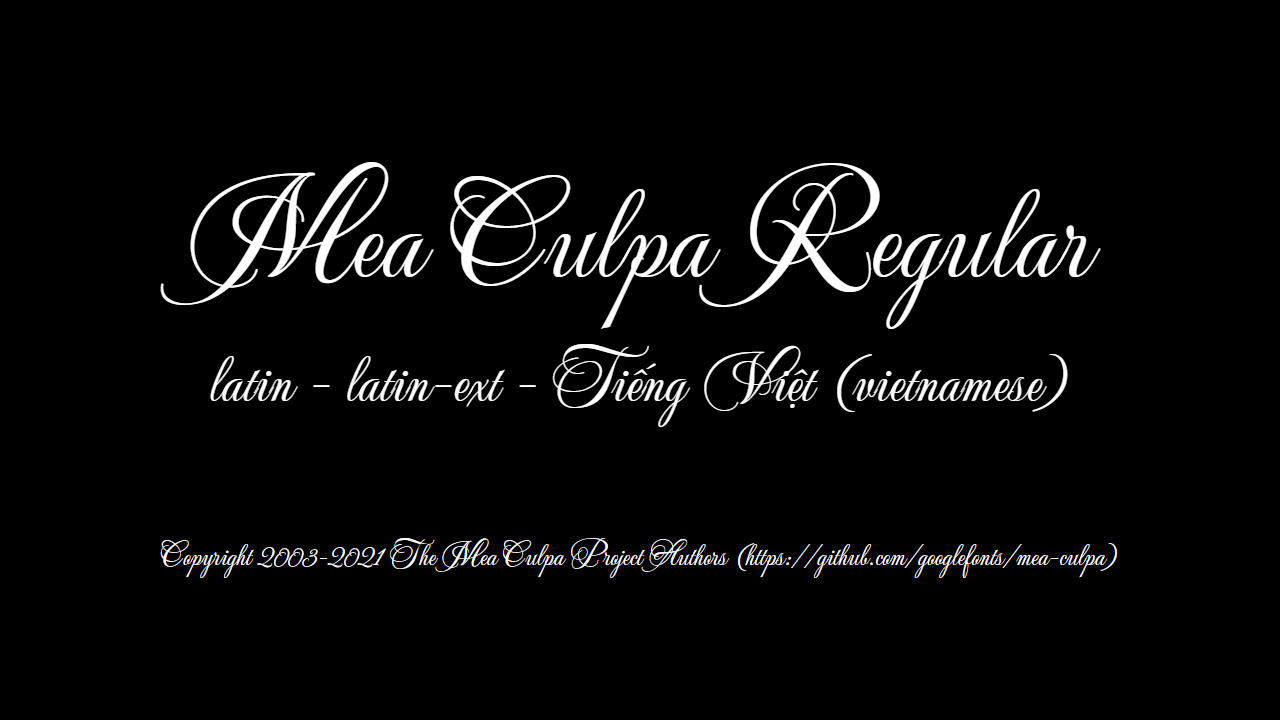 Mea Culpa Regular
latin - latin-ext - Tiếng Việt (vietnamese)
Copyright 2003-2021 The Mea Culpa Project Authors (https://github.com/googlefonts/mea-culpa)